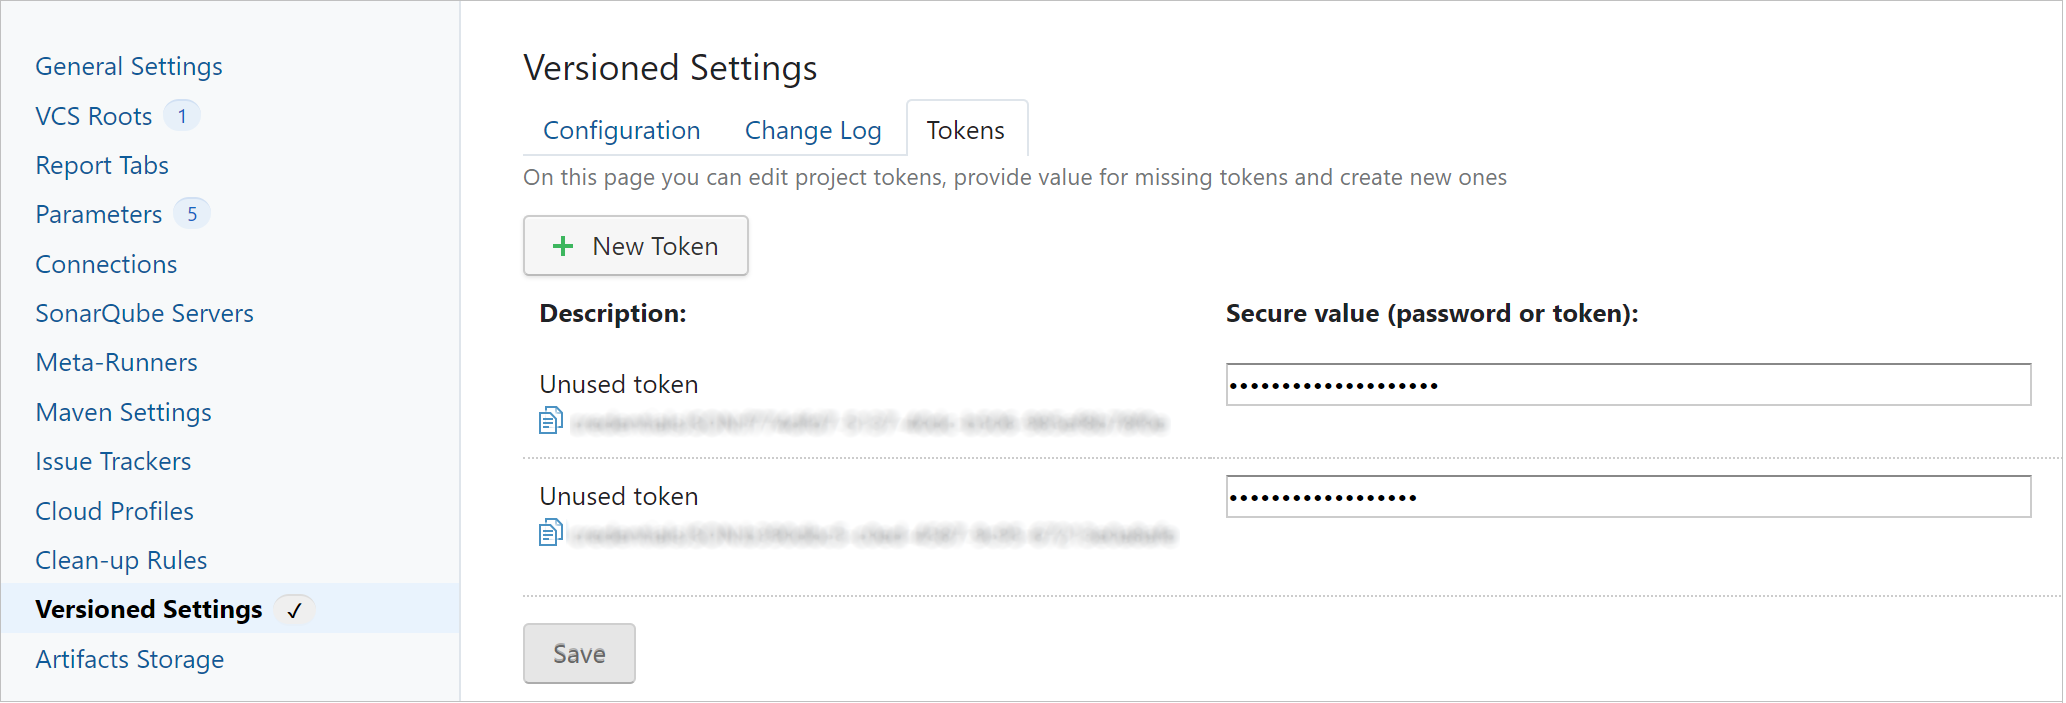 General Settings
VCS Roots 1
Report Tabs
Parameters 5
Connections
SonarQube Servers
Meta-Runners
Maven Settings
Issue Trackers
Cloud Profiles
Clean-up Rules
Versioned Settings ✓
Artifacts Storage
Versioned Settings
Configuration Change Log Tokens
On this page you can edit project tokens, provide value for missing tokens and create new ones
+ New Token
Description: Secure value (password or token):
Unused token ••••••••••••••••••••
Unused token ••••••••••••••••••
Save